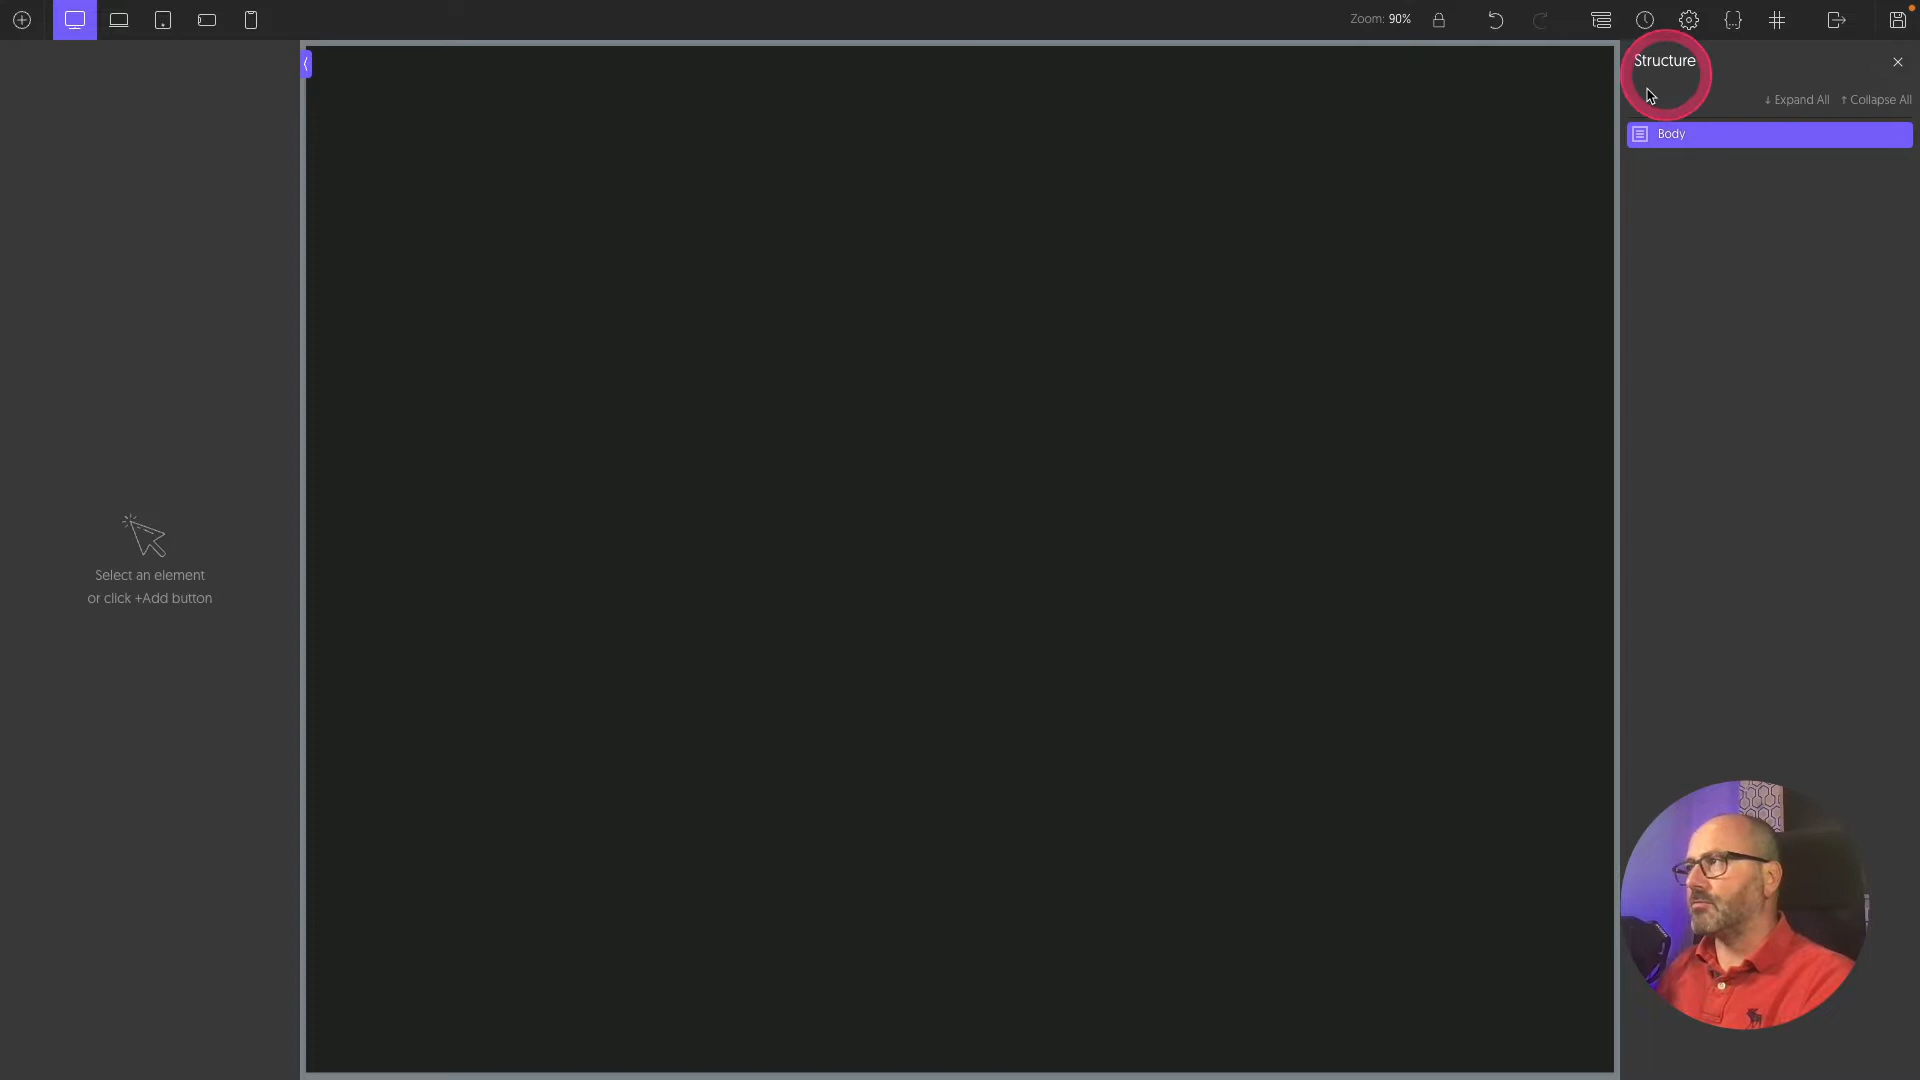 Zoom: 90%
Structure
↓ Expand All ↑ Collapse All
Body
Select an element
or click +Add button